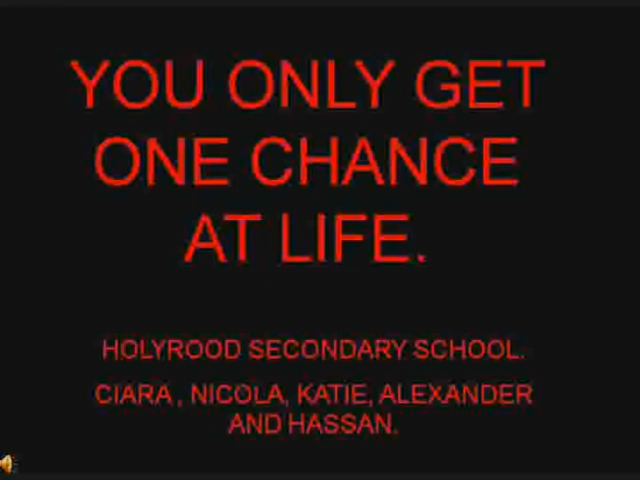 YOU ONLY GET
ONE CHANCE
AT LIFE.
HOLYROOD SECONDARY SCHOOL.
CIARA , NICOLA, KATIE, ALEXANDER
AND HASSAN.